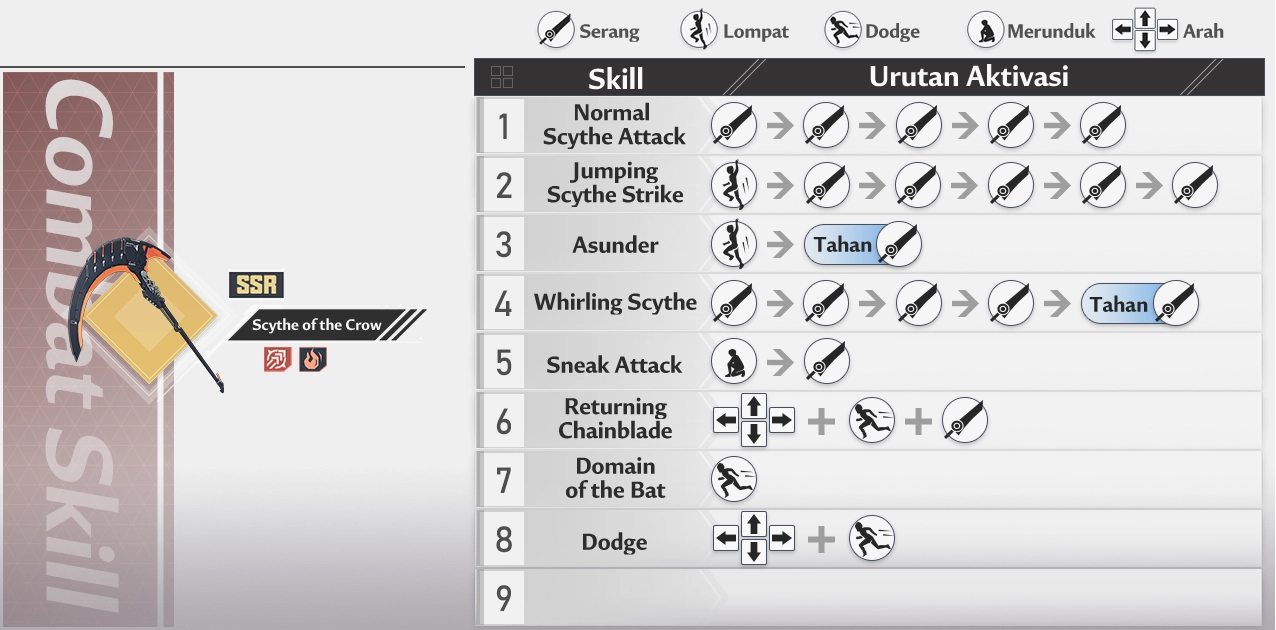 Serang
Lompat
Dodge
Merunduk
Arah
Combat Skill
SSR
Scythe of the Crow
Skill
Urutan Aktivasi
1
Normal
Scythe Attack
2
Jumping
Scythe Strike
3
Asunder
Tahan
4
Whirling Scythe
Tahan
5
Sneak Attack
6
Returning
Chainblade
7
Domain
of the Bat
8
Dodge
9